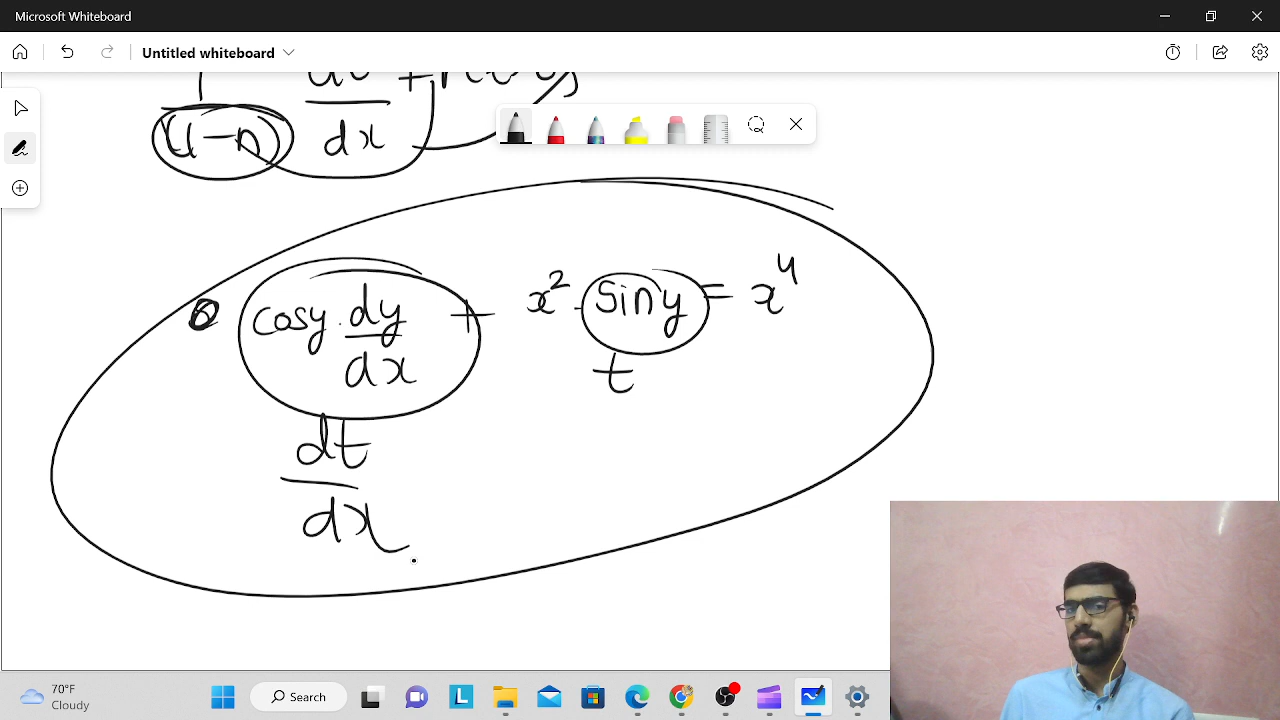 Microsoft Whiteboard
Untitled whiteboard
(1-n) dx
cosy. dy/dx + x². siny = x⁴
t
dt
dx
70°F
Cloudy
Search